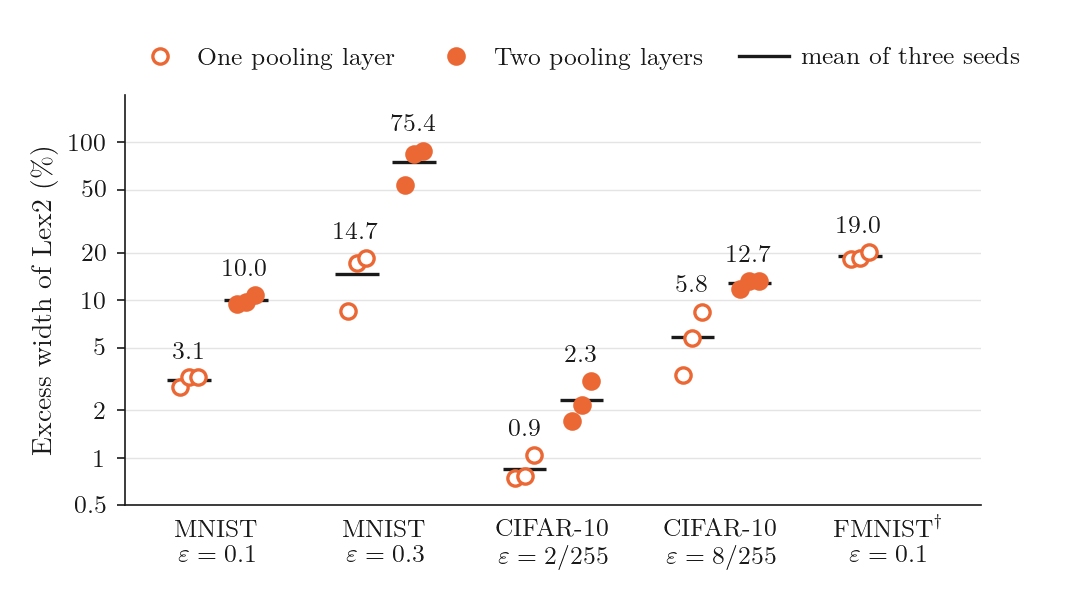 One pooling layer
Two pooling layers
mean of three seeds
Excess width of Lex2 (%)
100
50
20
10
5
2
1
0.5
3.1
10.0
14.7
75.4
0.9
2.3
5.8
12.7
19.0
MNIST
ε = 0.1
MNIST
ε = 0.3
CIFAR-10
ε = 2/255
CIFAR-10
ε = 8/255
FMNIST†
ε = 0.1